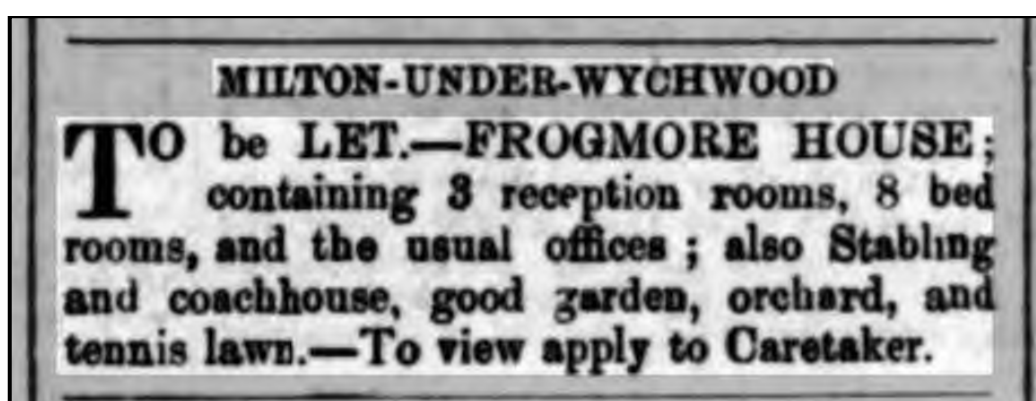 MILTON-UNDER-WYCHWOOD
TO be LET.—FROGMORE HOUSE;
containing 3 reception rooms, 8 bed
rooms, and the usual offices ; also Stabling
and coachhouse, good garden, orchard, and
tennis lawn.—To view apply to Caretaker.